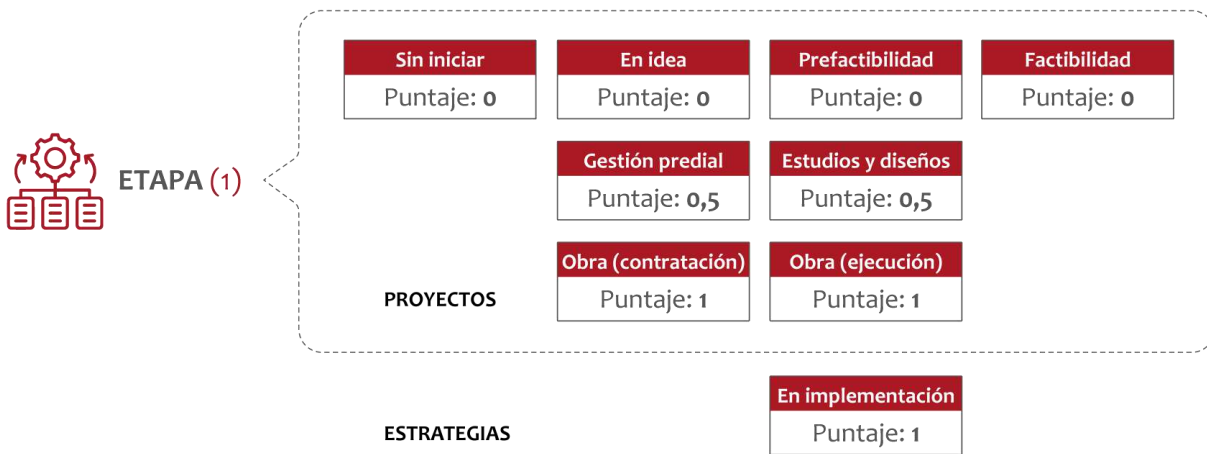 Sin iniciar
Puntaje: 0
En idea
Puntaje: 0
Prefactibilidad
Puntaje: 0
Factibilidad
Puntaje: 0
ETAPA (1)
Gestión predial
Puntaje: 0,5
Estudios y diseños
Puntaje: 0,5
PROYECTOS
Obra (contratación)
Puntaje: 1
Obra (ejecución)
Puntaje: 1
ESTRATEGIAS
En implementación
Puntaje: 1